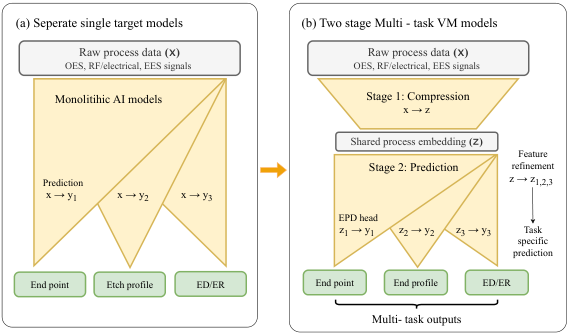 (a) Seperate single target models
Raw process data (x)
OES, RF/electrical, EES signals
Monolitihic AI models
Prediction
x → y1
x → y2
x → y3
End point
Etch profile
ED/ER
(b) Two stage Multi - task VM models
Raw process data (x)
OES, RF/electrical, EES signals
Stage 1: Compression
x → z
Shared process embedding (z)
Stage 2: Prediction
EPD head
z1 → y1
z2 → y2
z3 → y3
Feature
refinement
z → z1,2,3
Task
specific
prediction
End point
End profile
ED/ER
Multi- task outputs